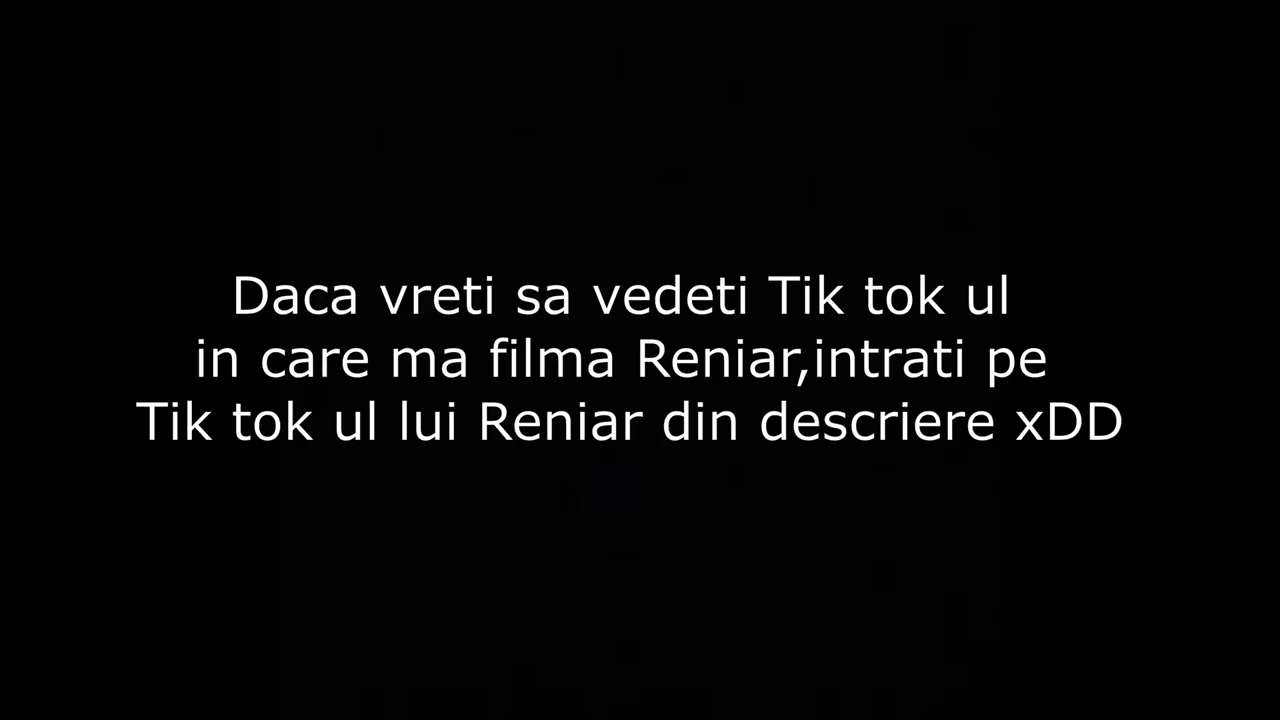 Daca vreti sa vedeti Tik tok ul
in care ma filma Reniar,intrati pe
Tik tok ul lui Reniar din descriere xDD